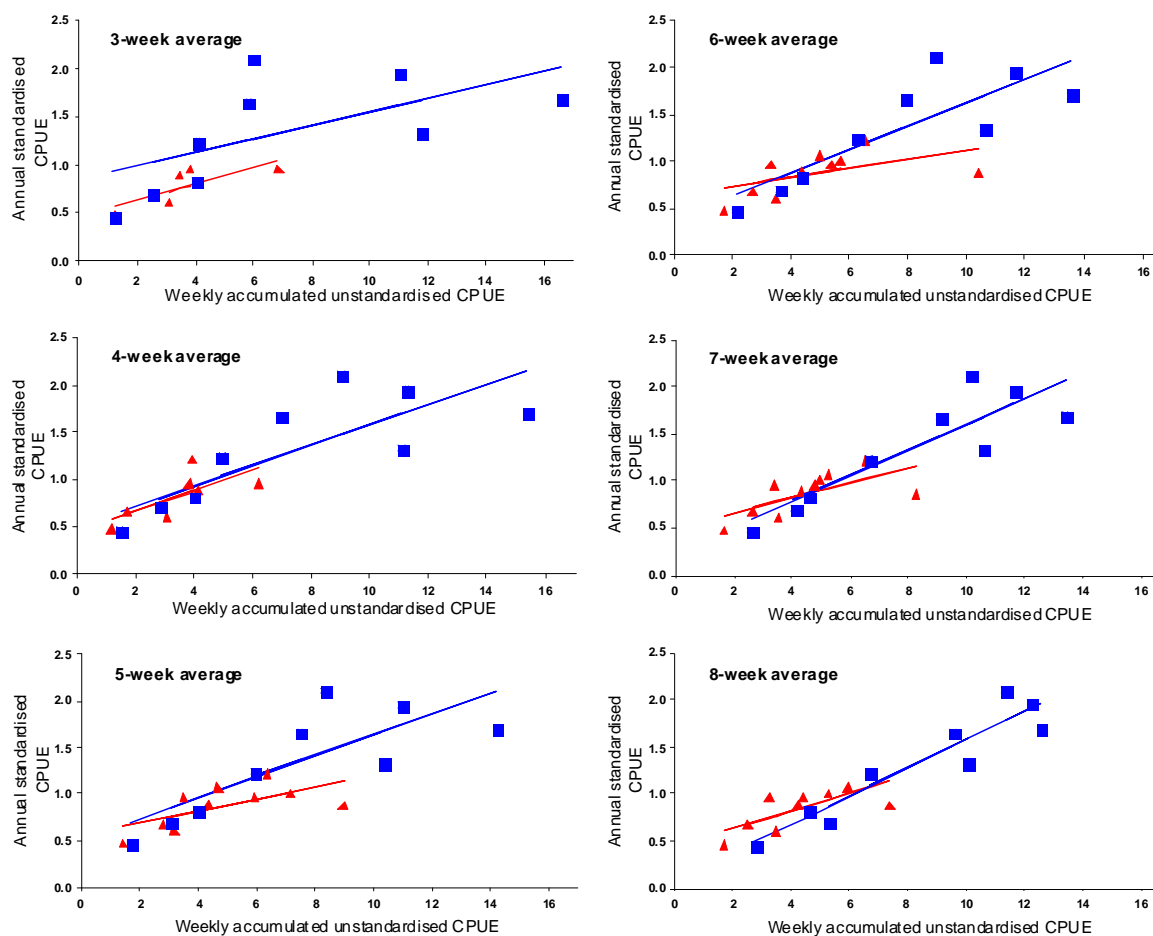 3-week average
Annual standardised
CPUE
2.5
2.0
1.5
1.0
0.5
0.0
0 2 4 6 8 10 12 14 16
Weekly accumulated unstandardised CPUE
6-week average
Annual standardised
CPUE
2.5
2.0
1.5
1.0
0.5
0.0
0 2 4 6 8 10 12 14 16
Weekly accumulated unstandardised CPUE
4-week average
Annual standardised
CPUE
2.5
2.0
1.5
1.0
0.5
0.0
0 2 4 6 8 10 12 14 16
Weekly accumulated unstandardised CPUE
7-week average
Annual standardised
CPUE
2.5
2.0
1.5
1.0
0.5
0.0
0 2 4 6 8 10 12 14 16
Weekly accumulated unstandardised CPUE
5-week average
Annual standardised
CPUE
2.5
2.0
1.5
1.0
0.5
0.0
0 2 4 6 8 10 12 14 16
Weekly accumulated unstandardised CPUE
8-week average
Annual standardised
CPUE
2.5
2.0
1.5
1.0
0.5
0.0
0 2 4 6 8 10 12 14 16
Weekly accumulated unstandardised CPUE